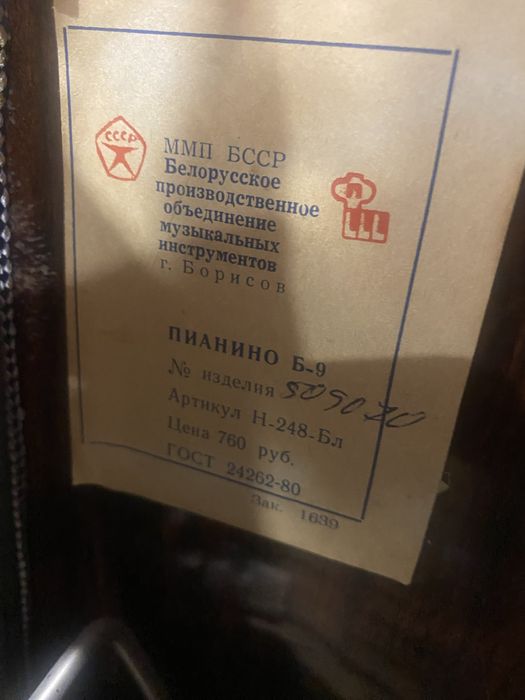 СССР
ММП БССР
Белорусское
производственное
объединение
музыкальных
инструментов
г. Борисов
ПИАНИНО Б-9
№ изделия 509020
Артикул Н-248-Бл
Цена 760 руб.
ГОСТ 24262-80
Зак. 1639